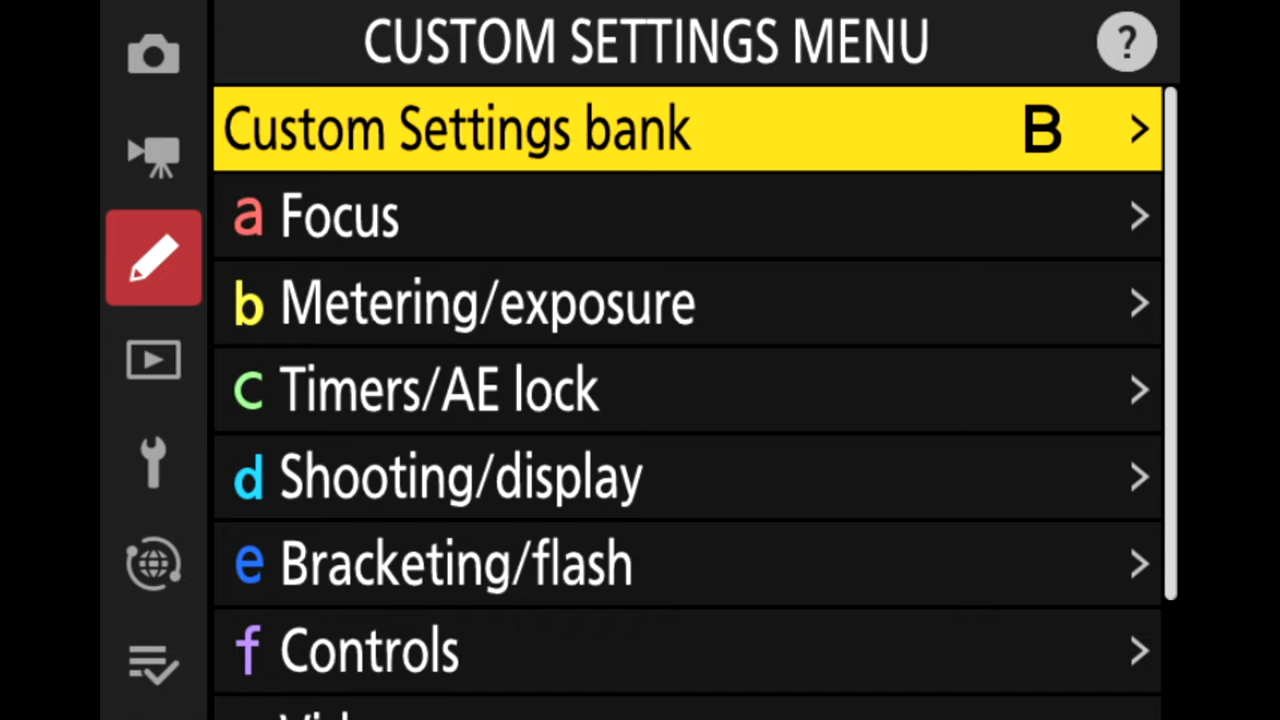 CUSTOM SETTINGS MENU ?
Custom Settings bank B >
a Focus >
b Metering/exposure >
c Timers/AE lock >
d Shooting/display >
e Bracketing/flash >
f Controls >